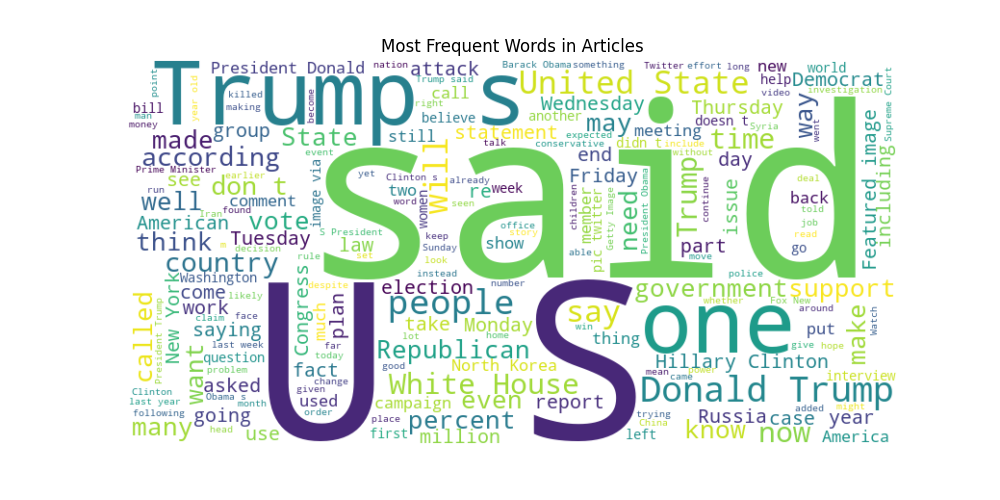 Most Frequent Words in Articles
Trump s
President Donald
nation
attack
Barack Obama
something
Twitter
effort
long
new
world
point
year old
killed
making
become
Trump said
call
right
United State
help
Democrat
video
investigation
Supreme Court
bill
man
money
made
group
State
still
believe
another
Wednesday
may
meeting
Thursday
doesn t
Syria
way
went
statement
expected
conservative
didn t
include
without
time
according
Prime Minister
earlier
event
image via
yet
Clinton s
already
talk
end
Friday
day
Featured image
including
see
don t
two
word
women
Will
re
week
seen
said
children
member
pic twitter
Getty Image
need
President Obama
Trump
continue
issue
back
deal
told
job
read
well
run
Iran
found
comment
American
vote
S President
office
story
show
able
part
move
go
think
m
decision
Tuesday
rule
law
set
keep
Sunday
look
instead
number
police
country
Washington
Congress
despite
election
government
support
whether
Fox New
around
called
President Trump
New York
come
likely
work
claim
face
saying
last week
much
plan
far
today
U S
people
say
one
put
Watch
make
take
Monday
lot
home
win
thing
give
hope
question
problem
want
fact
change
given
good
Republican
North Korea
Hillary Clinton
mean
came
power
interview
Clinton
last year
asked
Obama s
month
used
order
White House
campaign
even
report
Donald Trump
following
going
place
percent
trying
China
Russia
case
added
might
year
many
head
use
first
million
left
know
now
America